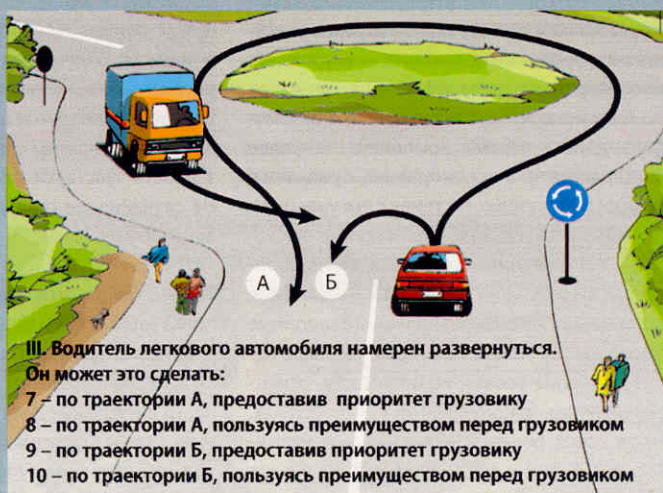 А Б
III. Водитель легкового автомобиля намерен развернуться.
Он может это сделать:
7 – по траектории А, предоставив приоритет грузовику
8 – по траектории А, пользуясь преимуществом перед грузовиком
9 – по траектории Б, предоставив приоритет грузовику
10 – по траектории Б, пользуясь преимуществом перед грузовиком